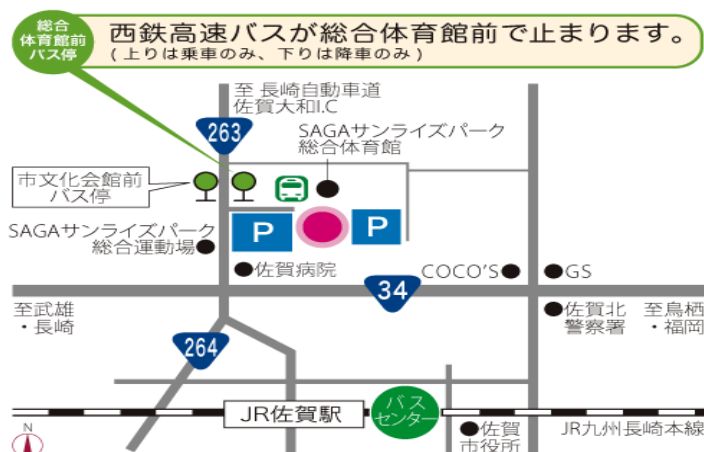 総合
体育館前
バス停
西鉄高速バスが総合体育館前で止まります。
(上りは乗車のみ、下りは降車のみ)
至 長崎自動車道
佐賀大和I.C
263
SAGAサンライズパーク
総合体育館
市文化会館前
バス停
SAGAサンライズパーク
総合運動場
P
P
佐賀病院
COCO'S
GS
34
至武雄
・長崎
佐賀北
警察署
至鳥栖
・福岡
264
JR佐賀駅
バス
センター
佐賀
市役所
JR九州長崎本線
N